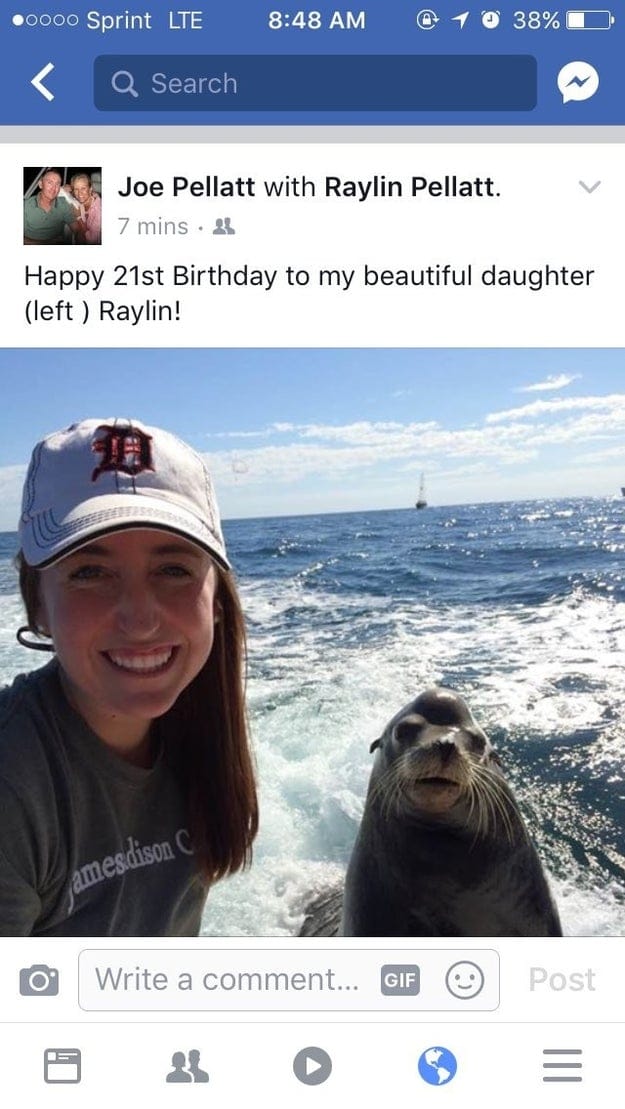 Sprint LTE 8:48 AM 38%
Search
Joe Pellatt with Raylin Pellatt.
7 mins ·
Happy 21st Birthday to my beautiful daughter
(left ) Raylin!
D
amesdison C
Write a comment... GIF Post